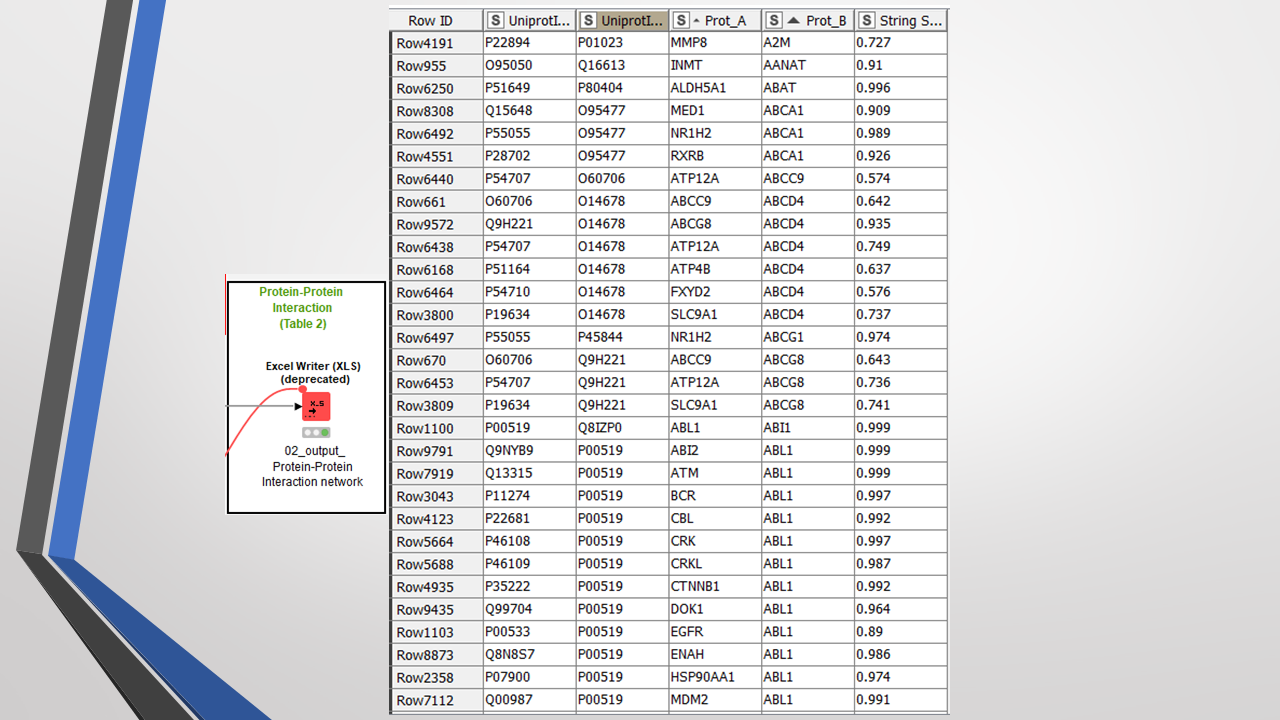 Protein-Protein
Interaction
(Table 2)
Excel Writer (XLS)
(deprecated)
XLS
02_output_
Protein-Protein
Interaction network
Row ID S UniprotI... S UniprotI... S Prot_A S Prot_B S String S...
Row4191 P22894 P01023 MMP8 A2M 0.727
Row955 O95050 Q16613 INMT AANAT 0.91
Row6250 P51649 P80404 ALDH5A1 ABAT 0.996
Row8308 Q15648 O95477 MED1 ABCA1 0.909
Row6492 P55055 O95477 NR1H2 ABCA1 0.989
Row4551 P28702 O95477 RXRB ABCA1 0.926
Row6440 P54707 O60706 ATP12A ABCC9 0.574
Row661 O60706 O14678 ABCC9 ABCD4 0.642
Row9572 Q9H221 O14678 ABCG8 ABCD4 0.935
Row6438 P54707 O14678 ATP12A ABCD4 0.749
Row6168 P51164 O14678 ATP4B ABCD4 0.637
Row6464 P54710 O14678 FXYD2 ABCD4 0.576
Row3800 P19634 O14678 SLC9A1 ABCD4 0.737
Row6497 P55055 P45844 NR1H2 ABCG1 0.974
Row670 O60706 Q9H221 ABCC9 ABCG8 0.643
Row6453 P54707 Q9H221 ATP12A ABCG8 0.736
Row3809 P19634 Q9H221 SLC9A1 ABCG8 0.741
Row1100 P00519 Q8IZP0 ABL1 ABI1 0.999
Row9791 Q9NYB9 P00519 ABI2 ABL1 0.999
Row7919 Q13315 P00519 ATM ABL1 0.999
Row3043 P11274 P00519 BCR ABL1 0.997
Row4123 P22681 P00519 CBL ABL1 0.992
Row5664 P46108 P00519 CRK ABL1 0.997
Row5688 P46109 P00519 CRKL ABL1 0.987
Row4935 P35222 P00519 CTNNB1 ABL1 0.992
Row9435 Q99704 P00519 DOK1 ABL1 0.964
Row1103 P00533 P00519 EGFR ABL1 0.89
Row8873 Q8N8S7 P00519 ENAH ABL1 0.986
Row2358 P07900 P00519 HSP90AA1 ABL1 0.974
Row7112 Q00987 P00519 MDM2 ABL1 0.991